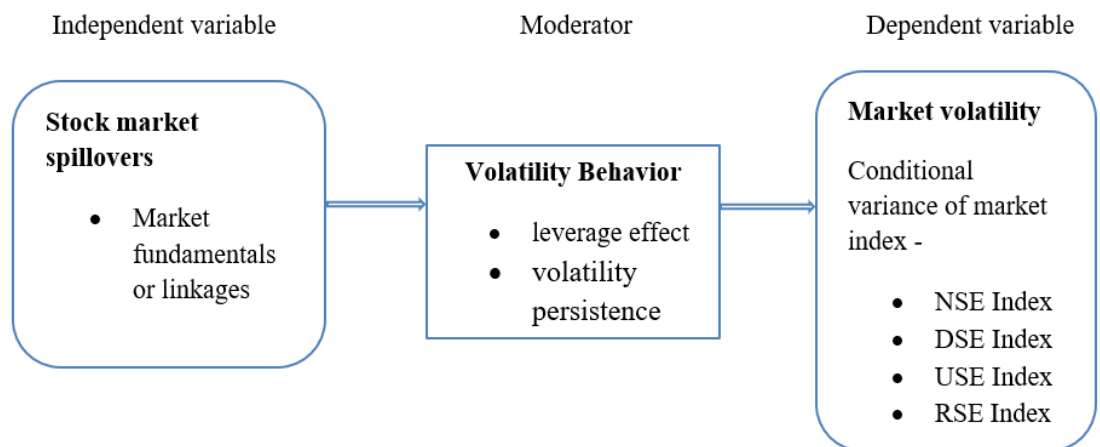 Independent variable
Moderator
Dependent variable
Stock market
spillovers
• Market
fundamentals
or linkages
Volatility Behavior
• leverage effect
• volatility
persistence
Market volatility
Conditional
variance of market
index -
• NSE Index
• DSE Index
• USE Index
• RSE Index